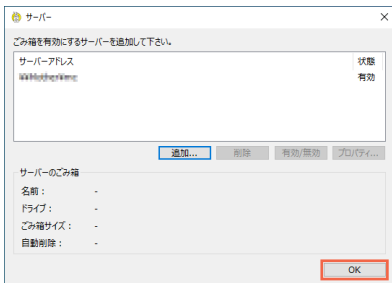 サーバー
ごみ箱を有効にするサーバーを追加して下さい。
サーバーアドレス 状態
有効
追加... 削除 有効/無効 プロパティ...
サーバーのごみ箱
名前： -
ドライブ： -
ごみ箱サイズ： -
自動削除： -
OK